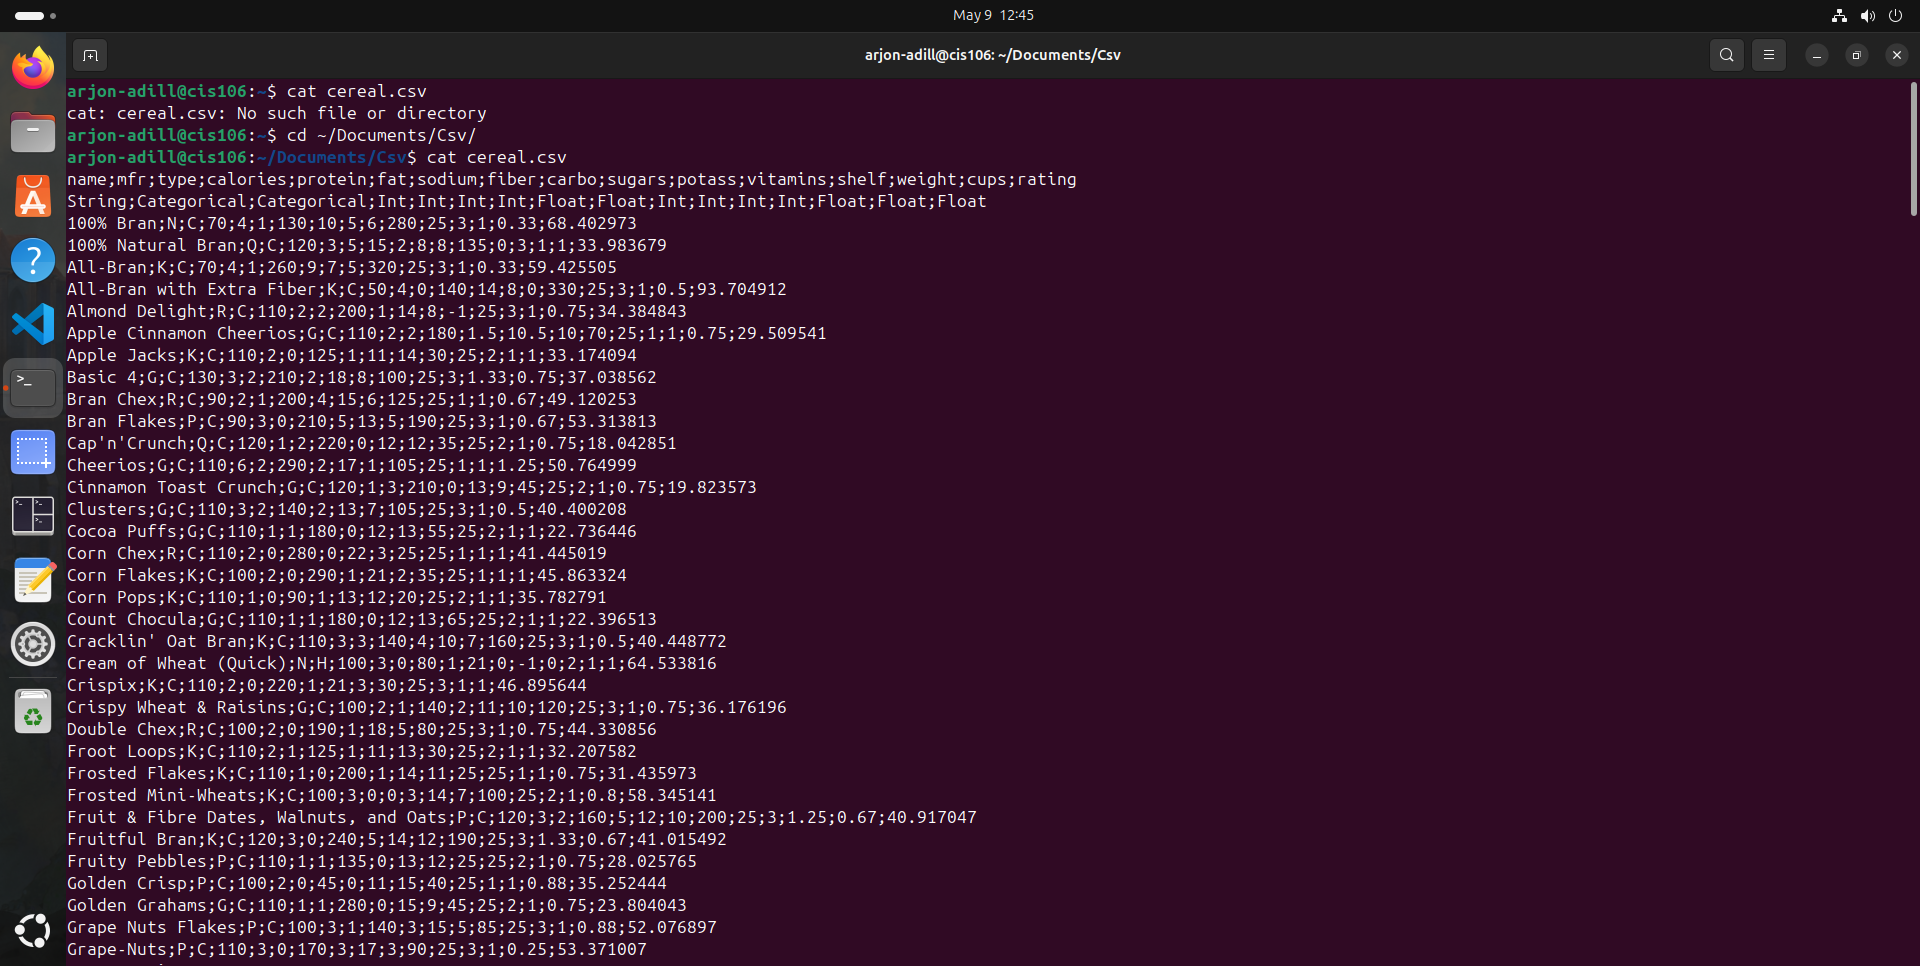 May 9 12:45
arjon-adill@cis106: ~/Documents/Csv
arjon-adill@cis106:~$ cat cereal.csv
cat: cereal.csv: No such file or directory
arjon-adill@cis106:~$ cd ~/Documents/Csv/
arjon-adill@cis106:~/Documents/Csv$ cat cereal.csv
name;mfr;type;calories;protein;fat;sodium;fiber;carbo;sugars;potass;vitamins;shelf;weight;cups;rating
String;Categorical;Categorical;Int;Int;Int;Int;Float;Float;Int;Int;Int;Int;Float;Float;Float
100% Bran;N;C;70;4;1;130;10;5;6;280;25;3;1;0.33;68.402973
100% Natural Bran;Q;C;120;3;5;15;2;8;8;135;0;3;1;1;33.983679
All-Bran;K;C;70;4;1;260;9;7;5;320;25;3;1;0.33;59.425505
All-Bran with Extra Fiber;K;C;50;4;0;140;14;8;0;330;25;3;1;0.5;93.704912
Almond Delight;R;C;110;2;2;200;1;14;8;-1;25;3;1;0.75;34.384843
Apple Cinnamon Cheerios;G;C;110;2;2;180;1.5;10.5;10;70;25;1;1;0.75;29.509541
Apple Jacks;K;C;110;2;0;125;1;11;14;30;25;2;1;1;33.174094
Basic 4;G;C;130;3;2;210;2;18;8;100;25;3;1.33;0.75;37.038562
Bran Chex;R;C;90;2;1;200;4;15;6;125;25;1;1;0.67;49.120253
Bran Flakes;P;C;90;3;0;210;5;13;5;190;25;3;1;0.67;53.313813
Cap'n'Crunch;Q;C;120;1;2;220;0;12;12;35;25;2;1;0.75;18.042851
Cheerios;G;C;110;6;2;290;2;17;1;105;25;1;1;1.25;50.764999
Cinnamon Toast Crunch;G;C;120;1;3;210;0;13;9;45;25;2;1;0.75;19.823573
Clusters;G;C;110;3;2;140;2;13;7;105;25;3;1;0.5;40.400208
Cocoa Puffs;G;C;110;1;1;180;0;12;13;55;25;2;1;1;22.736446
Corn Chex;R;C;110;2;0;280;0;22;3;25;25;1;1;1;41.445019
Corn Flakes;K;C;100;2;0;290;1;21;2;35;25;1;1;1;45.863324
Corn Pops;K;C;110;1;0;90;1;13;12;20;25;2;1;1;35.782791
Count Chocula;G;C;110;1;1;180;0;12;13;65;25;2;1;1;22.396513
Cracklin' Oat Bran;K;C;110;3;3;140;4;10;7;160;25;3;1;0.5;40.448772
Cream of Wheat (Quick);N;H;100;3;0;80;1;21;0;-1;0;2;1;1;64.533816
Crispix;K;C;110;2;0;220;1;21;3;30;25;3;1;1;46.895644
Crispy Wheat & Raisins;G;C;100;2;1;140;2;11;10;120;25;3;1;0.75;36.176196
Double Chex;R;C;100;2;0;190;1;18;5;80;25;3;1;0.75;44.330856
Froot Loops;K;C;110;2;1;125;1;11;13;30;25;2;1;1;32.207582
Frosted Flakes;K;C;110;1;0;200;1;14;11;25;25;1;1;0.75;31.435973
Frosted Mini-Wheats;K;C;100;3;0;0;3;14;7;100;25;2;1;0.8;58.345141
Fruit & Fibre Dates, Walnuts, and Oats;P;C;120;3;2;160;5;12;10;200;25;3;1.25;0.67;40.917047
Fruitful Bran;K;C;120;3;0;240;5;14;12;190;25;3;1.33;0.67;41.015492
Fruity Pebbles;P;C;110;1;1;135;0;13;12;25;25;2;1;0.75;28.025765
Golden Crisp;P;C;100;2;0;45;0;11;15;40;25;1;1;0.88;35.252444
Golden Grahams;G;C;110;1;1;280;0;15;9;45;25;2;1;0.75;23.804043
Grape Nuts Flakes;P;C;100;3;1;140;3;15;5;85;25;3;1;0.88;52.076897
Grape-Nuts;P;C;110;3;0;170;3;17;3;90;25;3;1;0.25;53.371007